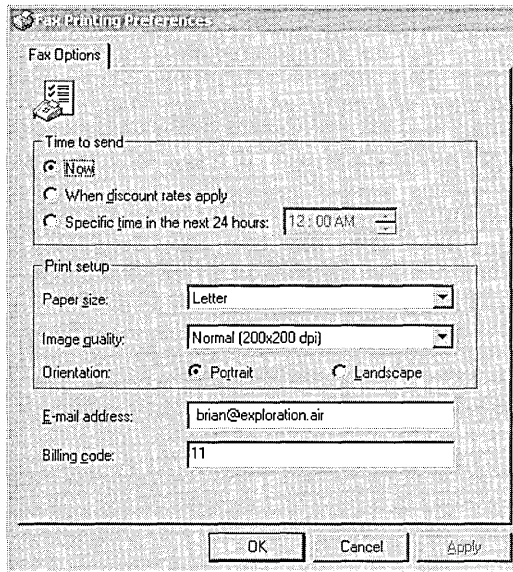 Fax Printing Preferences
Fax Options
Time to send
Now
When discount rates apply
Specific time in the next 24 hours: 12:00 AM
Print setup
Paper size: Letter
Image quality: Normal (200x200 dpi)
Orientation: Portrait Landscape
E-mail address: brian@exploration.air
Billing code: 11
OK Cancel Apply